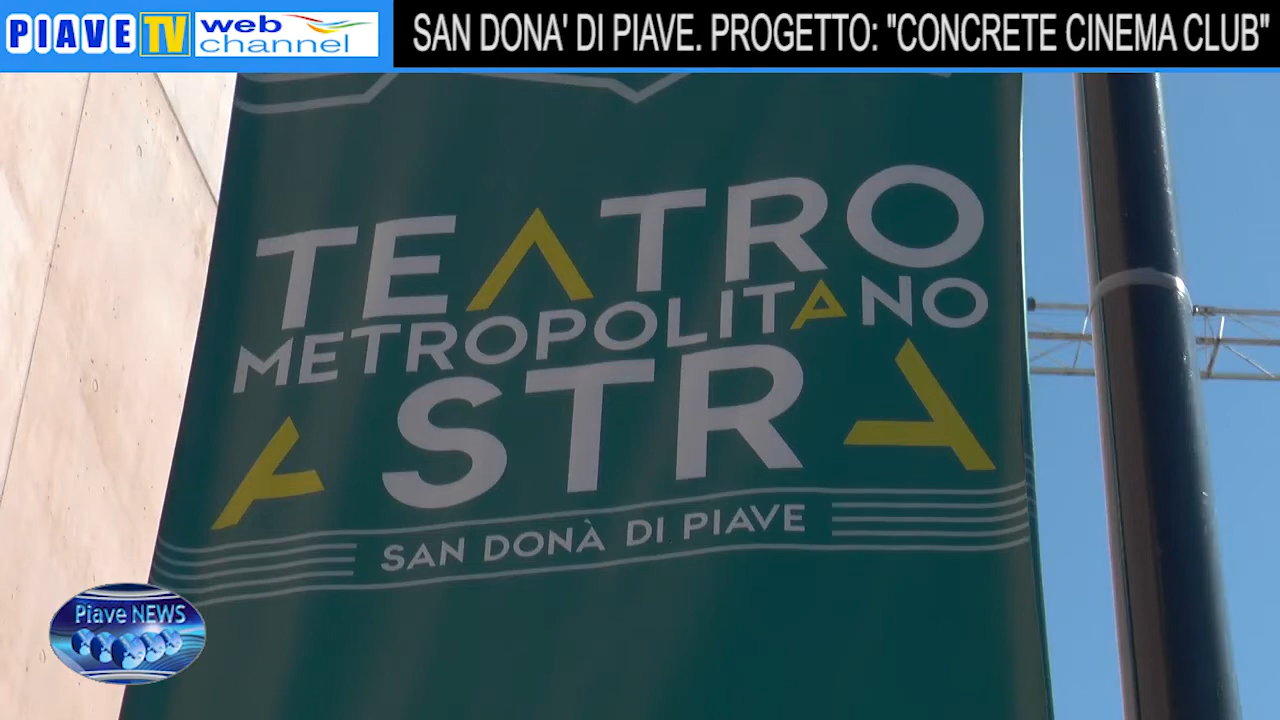 PIAVE TV web channel
SAN DONA' DI PIAVE. PROGETTO: "CONCRETE CINEMA CLUB"
TEATRO
METROPOLITANO
ASTRA
SAN DONÀ DI PIAVE
Piave NEWS